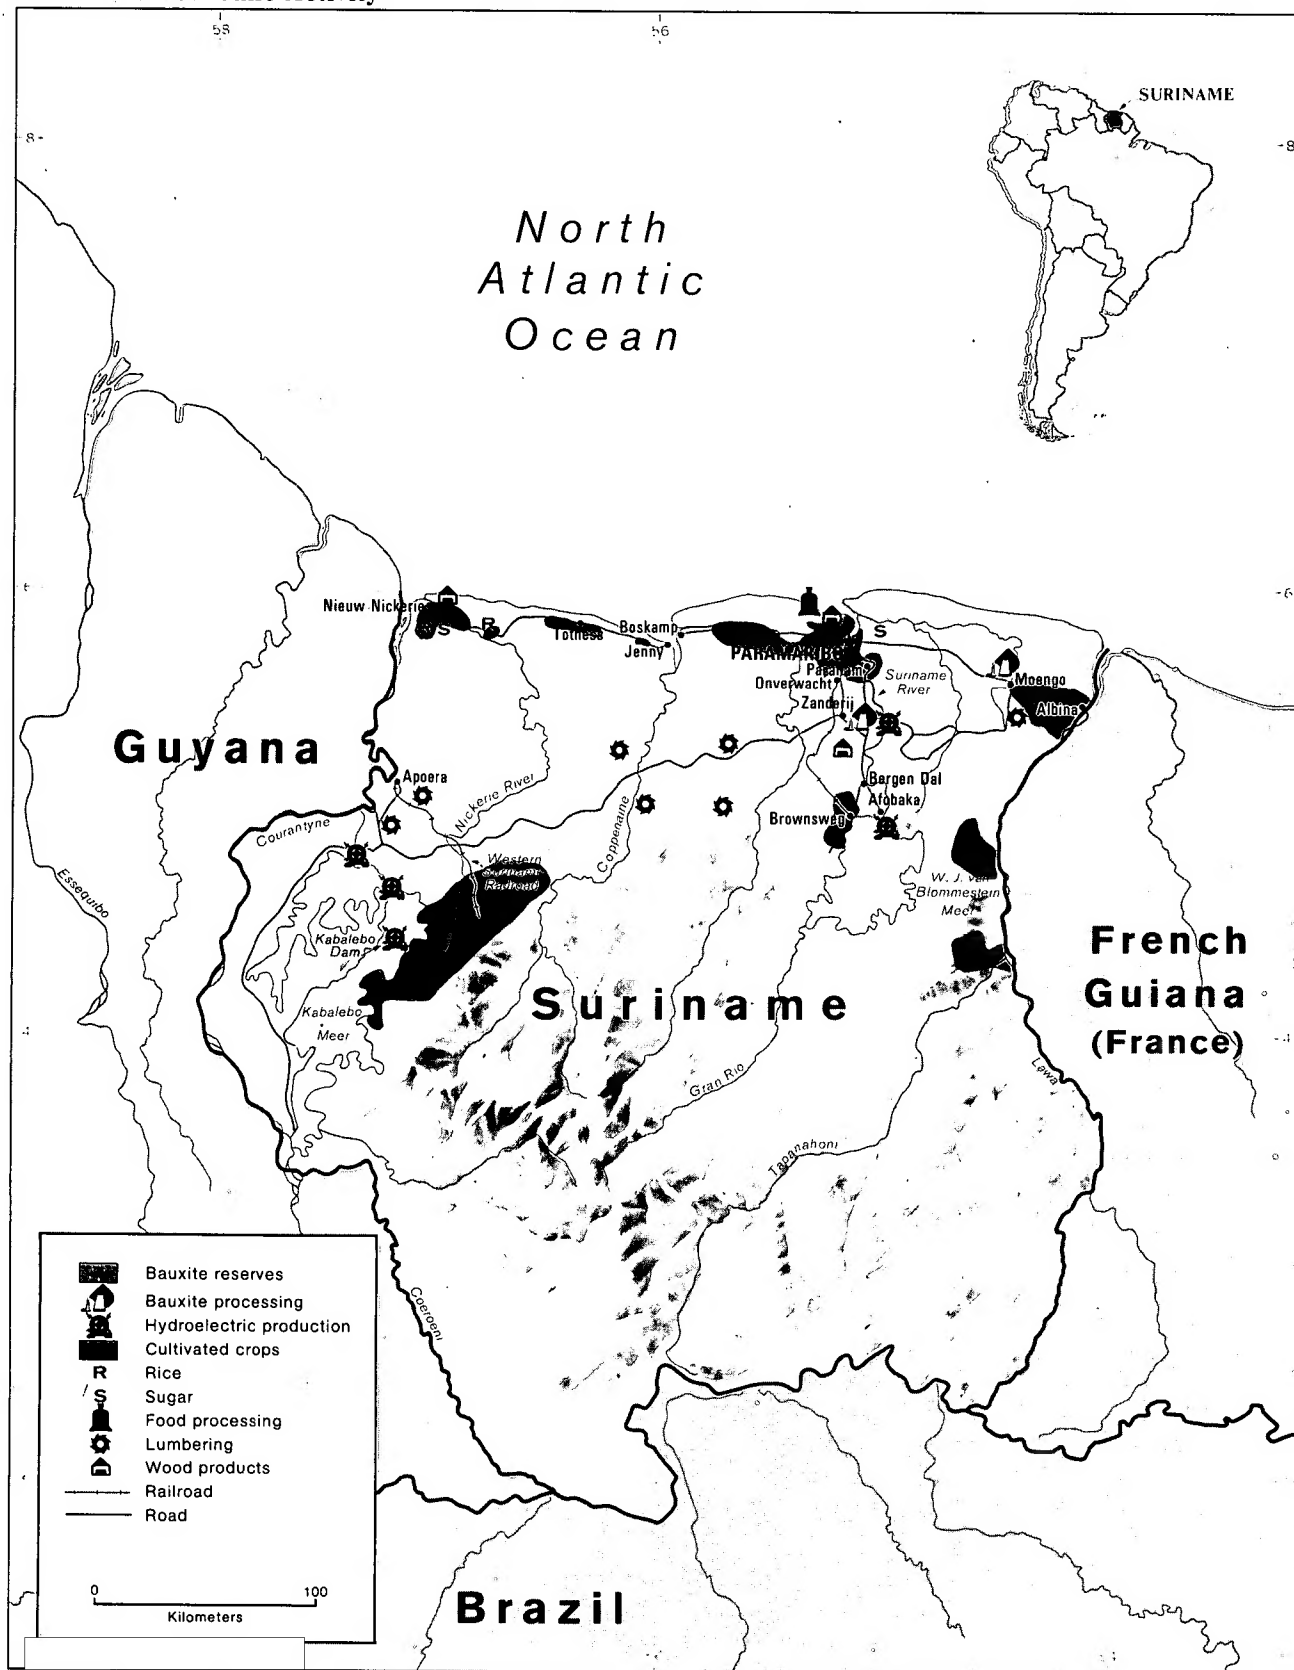 58
56
SURINAME
8
8
North
Atlantic
Ocean
6
Nieuw Nickerie
S
R
Totness
Boskamp
Jenny
PARAMARIBO
S
Paranam
Onverwacht
Suriname
River
Zanderij
Moengo
Albina
Guyana
Apoera
Nickerie River
Coppename
Bergen Dal
Afobaka
Brownsweg
Courantyne
Essequibo
Western
Suriname
Railroad
W. J. van
Blommestein
Meer
Kabalebo
Dam
Kabalebo
Meer
Suriname
French
Guiana
(France)
4
4
Gran Rio
Lawa
Tapanahoni
Coeroeni
Bauxite reserves
Bauxite processing
Hydroelectric production
Cultivated crops
R Rice
S Sugar
Food processing
Lumbering
Wood products
Railroad
Road
0 100
Kilometers
Brazil